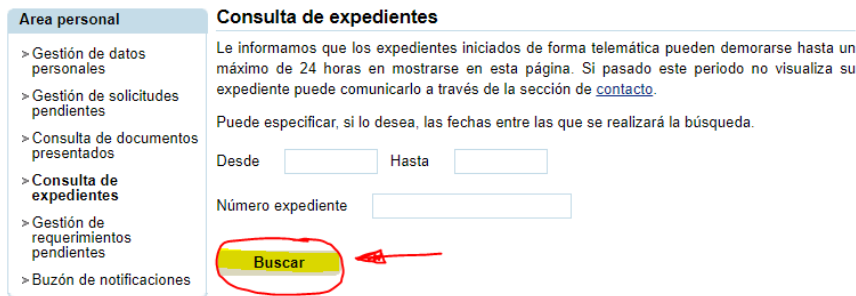 Area personal
> Gestión de datos
personales
> Gestión de solicitudes
pendientes
> Consulta de documentos
presentados
> Consulta de
expedientes
> Gestión de
requerimientos
pendientes
> Buzón de notificaciones
Consulta de expedientes
Le informamos que los expedientes iniciados de forma telemática pueden demorarse hasta un
máximo de 24 horas en mostrarse en esta página. Si pasado este periodo no visualiza su
expediente puede comunicarlo a través de la sección de contacto.
Puede especificar, si lo desea, las fechas entre las que se realizará la búsqueda.
Desde Hasta
Número expediente
Buscar